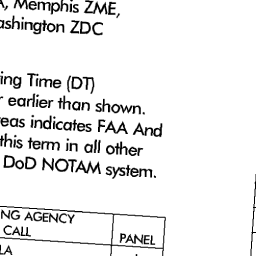 Memphis ZME,
ashington ZDC
ing Time (DT)
earlier than shown.
eas indicates FAA And
this term in all other
DoD NOTAM system.
NG AGENCY
CALL
PANEL
LA